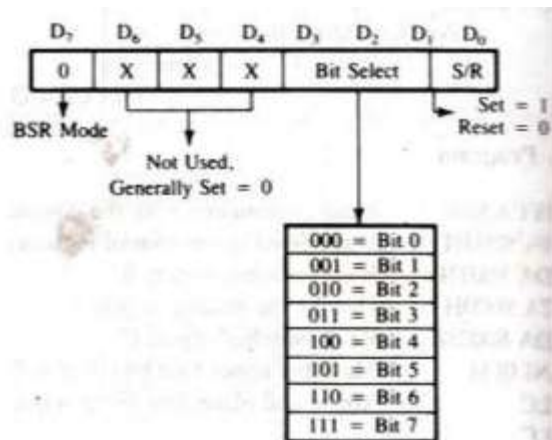 D₇ D₆ D₅ D₄ D₃ D₂ D₁ D₀
0 X X X Bit Select S/R
BSR Mode
Not Used,
Generally Set = 0
Set = 1
Reset = 0
000 = Bit 0
001 = Bit 1
010 = Bit 2
011 = Bit 3
100 = Bit 4
101 = Bit 5
110 = Bit 6
111 = Bit 7